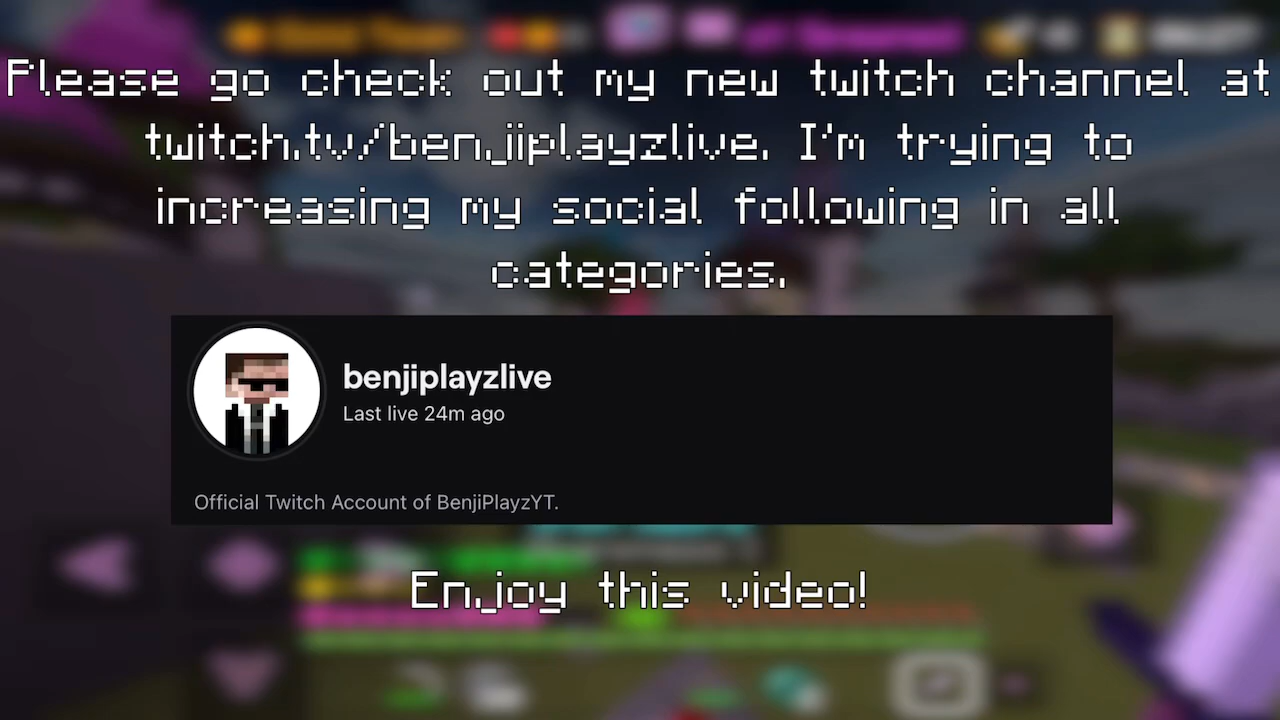 Please go check out my new twitch channel at
twitch.tv/benjiplayzlive. I'm trying to
increasing my social following in all
categories.
benjiplayzlive
Last live 24m ago
Official Twitch Account of BenjiPlayzYT.
Enjoy this video!